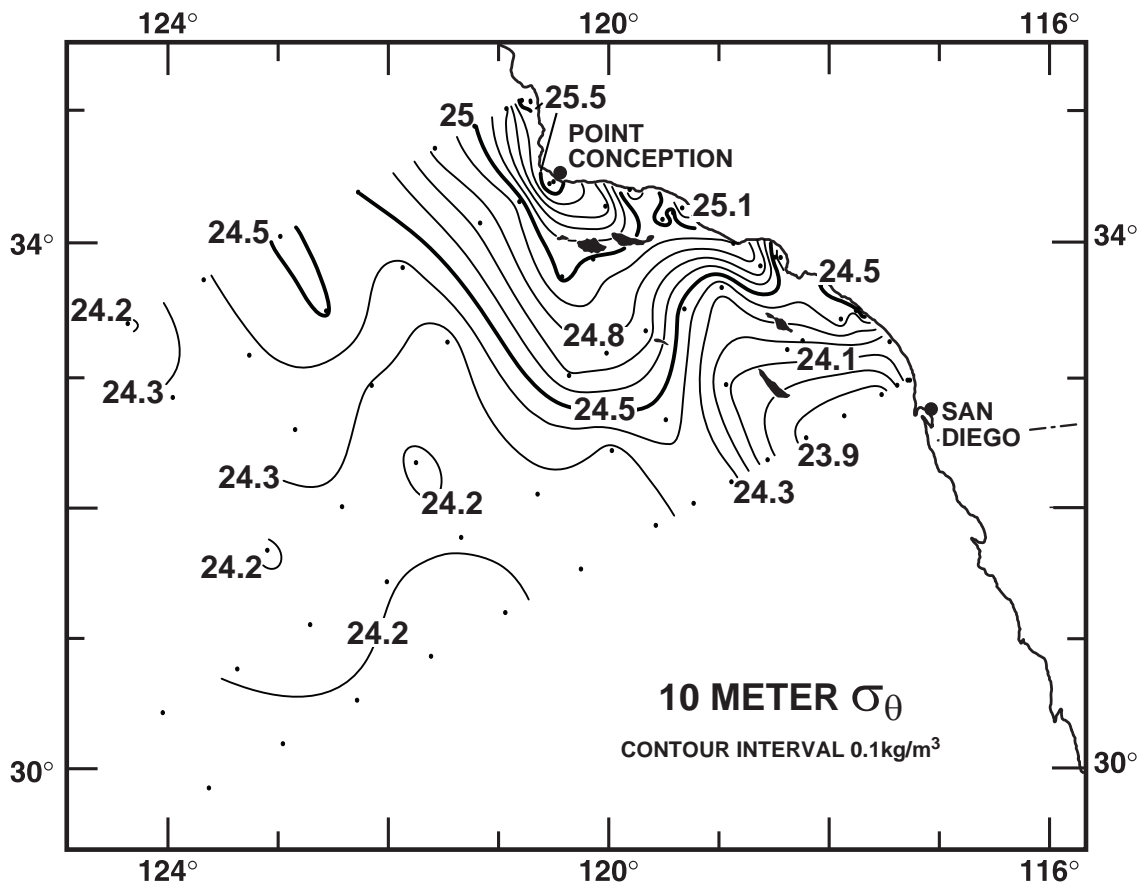 124° 120° 116°
25.5
25
POINT
CONCEPTION
25.1
34° 24.5 34°
24.5
24.2
24.8
24.1
24.3
24.5
SAN
DIEGO
23.9
24.3
24.2
24.3
24.2
24.2
10 METER σθ
CONTOUR INTERVAL 0.1kg/m³
30° 30°
124° 120° 116°